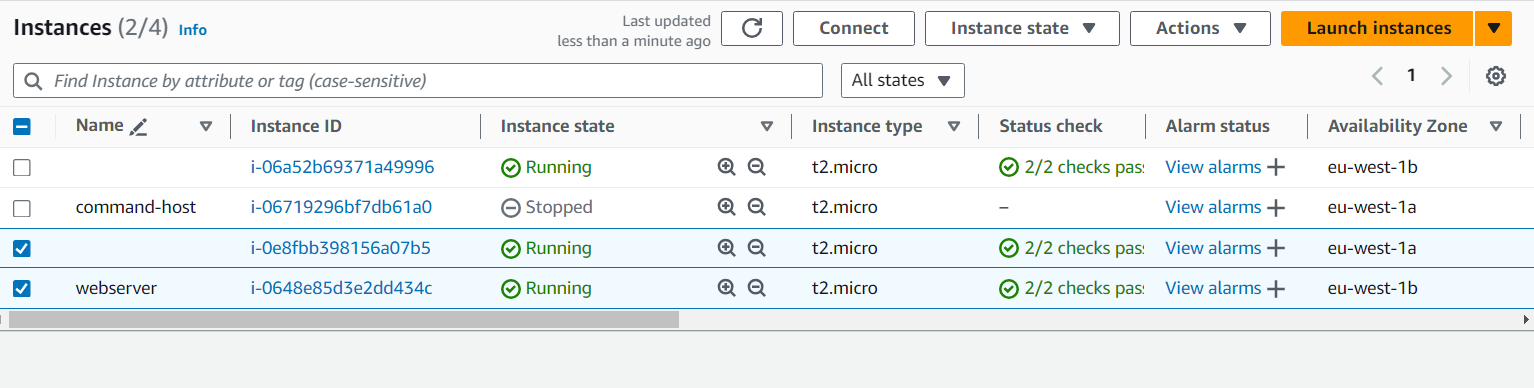 Instances (2/4) Info
Last updated
less than a minute ago
Connect
Instance state
Actions
Launch instances
Find Instance by attribute or tag (case-sensitive)
All states
1
Name Instance ID Instance state Instance type Status check Alarm status Availability Zone
i-06a52b69371a49996 Running t2.micro 2/2 checks pas View alarms + eu-west-1b
command-host i-06719296bf7db61a0 Stopped t2.micro – View alarms + eu-west-1a
i-0e8fbb398156a07b5 Running t2.micro 2/2 checks pas View alarms + eu-west-1a
webserver i-0648e85d3e2dd434c Running t2.micro 2/2 checks pas View alarms + eu-west-1b